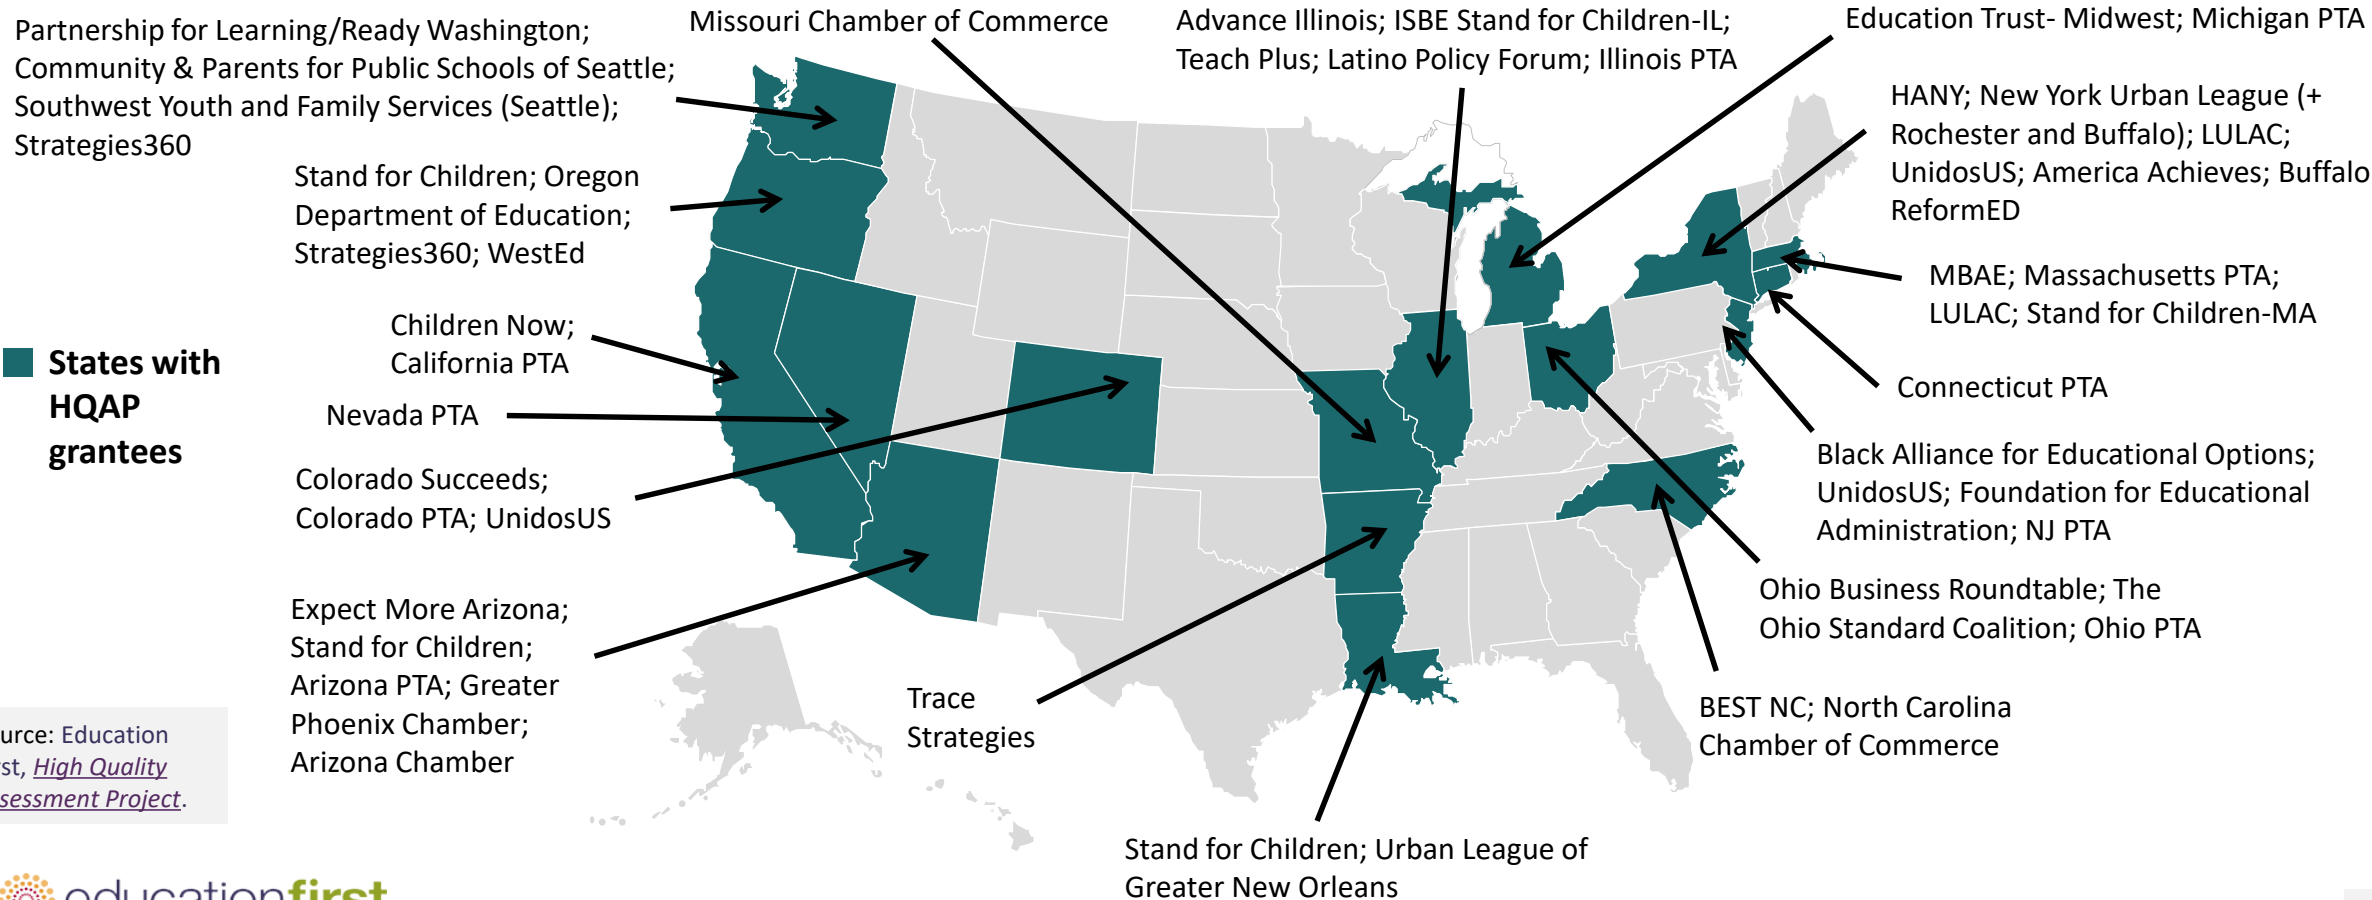 Partnership for Learning/Ready Washington;
Community & Parents for Public Schools of Seattle;
Southwest Youth and Family Services (Seattle);
Strategies360
Missouri Chamber of Commerce
Advance Illinois; ISBE Stand for Children-IL;
Teach Plus; Latino Policy Forum; Illinois PTA
Education Trust- Midwest; Michigan PTA
HANY; New York Urban League (+
Rochester and Buffalo); LULAC;
UnidosUS; America Achieves; Buffalo
ReformED
Stand for Children; Oregon
Department of Education;
Strategies360; WestEd
MBAE; Massachusetts PTA;
LULAC; Stand for Children-MA
Children Now;
California PTA
States with
HQAP
grantees
Connecticut PTA
Nevada PTA
Black Alliance for Educational Options;
UnidosUS; Foundation for Educational
Administration; NJ PTA
Colorado Succeeds;
Colorado PTA; UnidosUS
Ohio Business Roundtable; The
Ohio Standard Coalition; Ohio PTA
Expect More Arizona;
Stand for Children;
Arizona PTA; Greater
Phoenix Chamber;
Arizona Chamber
Trace
Strategies
BEST NC; North Carolina
Chamber of Commerce
urce: Education
rst, High Quality
sessment Project.
Stand for Children; Urban League of
Greater New Orleans
educationfirst